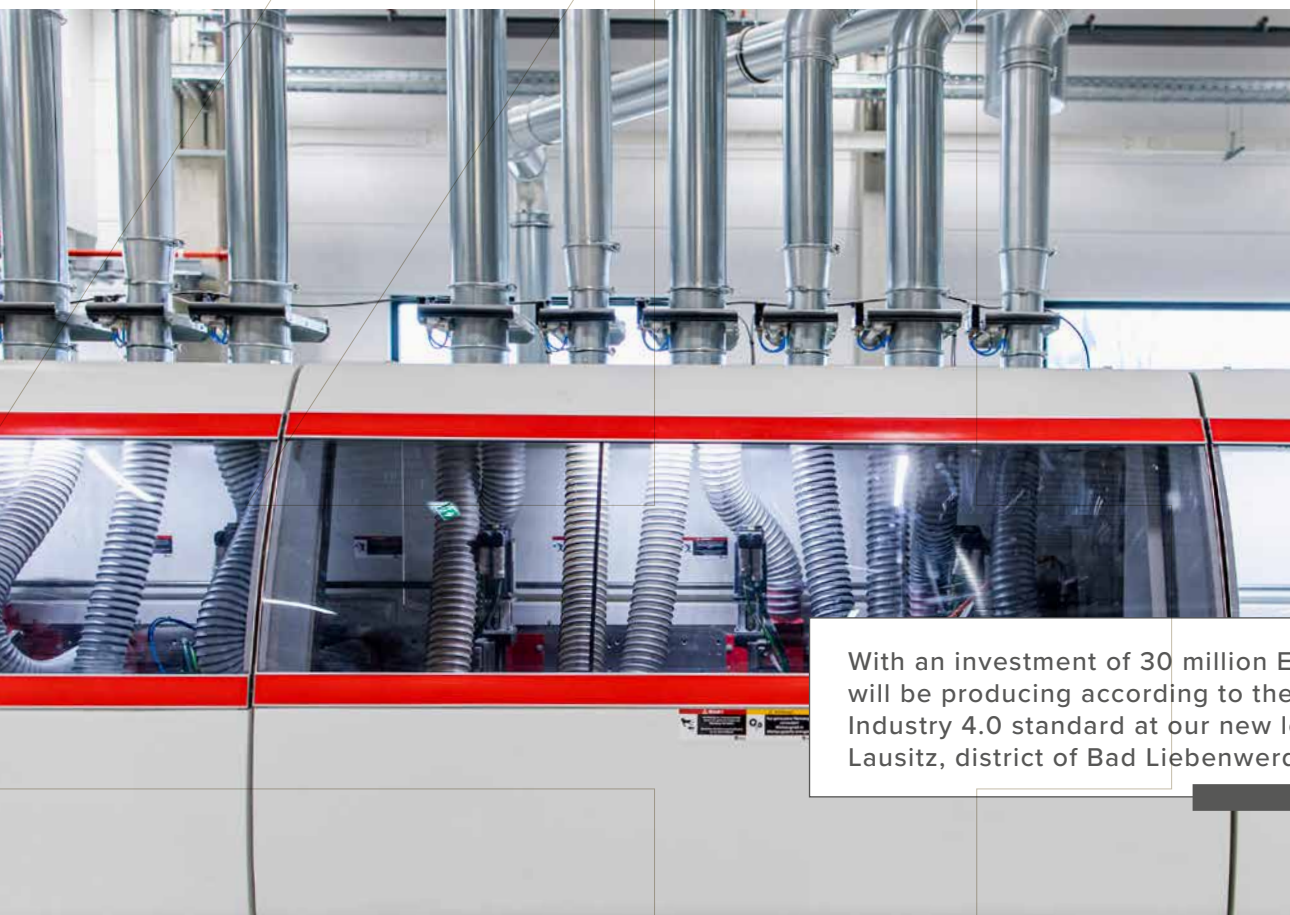 With an investment of 30 million E
will be producing according to the
Industry 4.0 standard at our new lo
Lausitz, district of Bad Liebenwerd